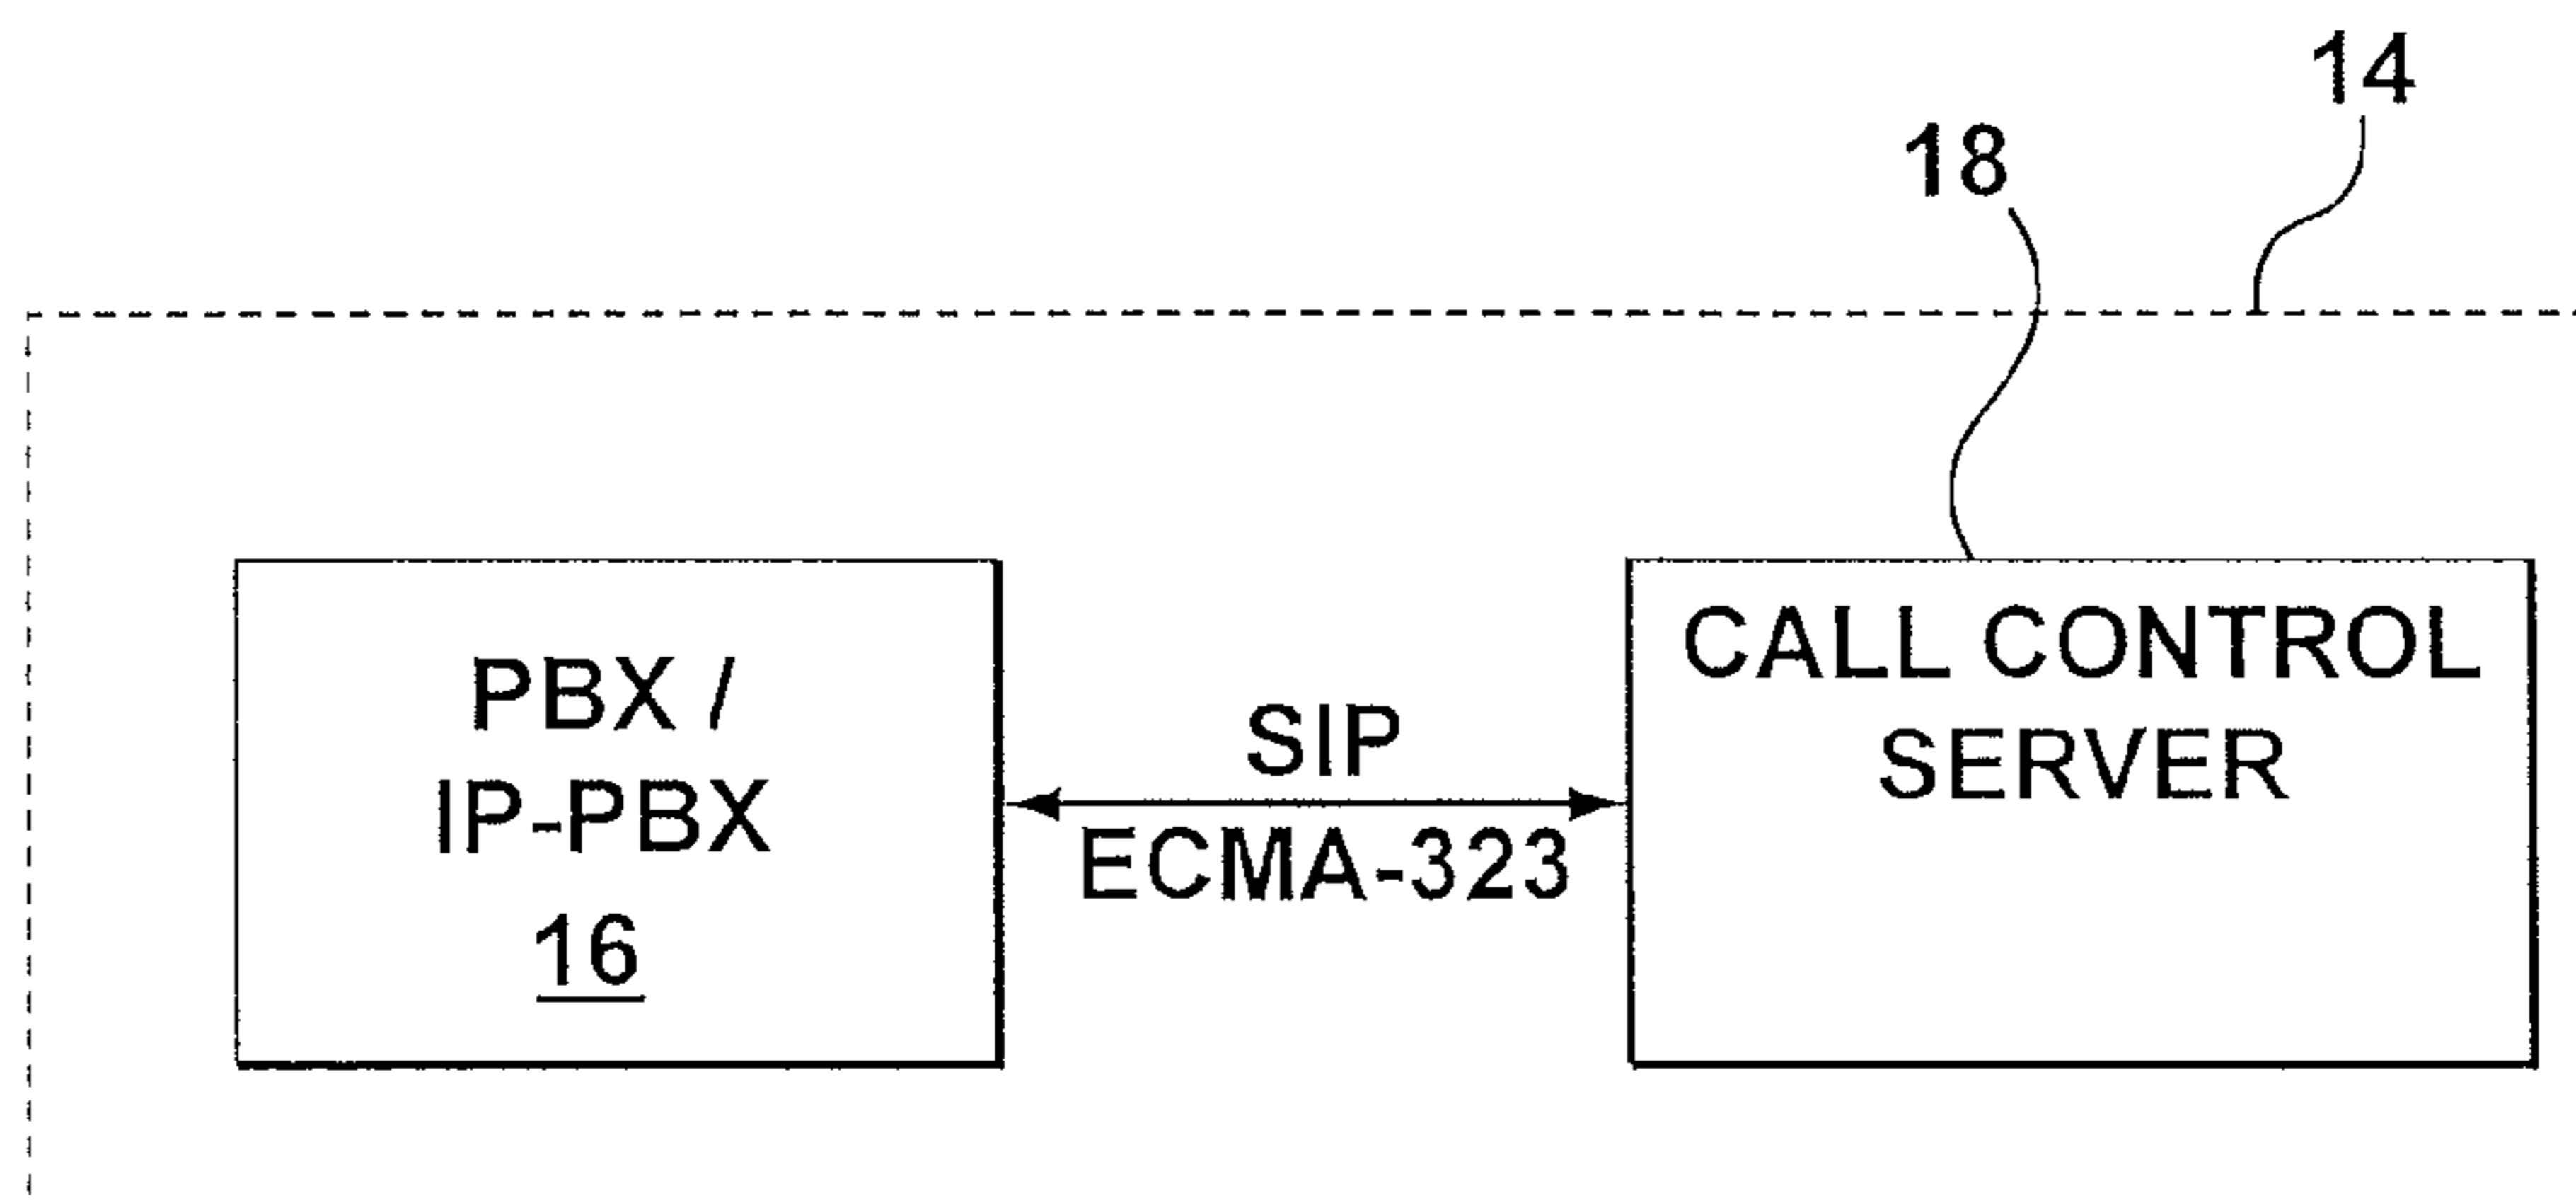 14
18
PBX /
IP-PBX
16
SIP
ECMA-323
CALL CONTROL
SERVER